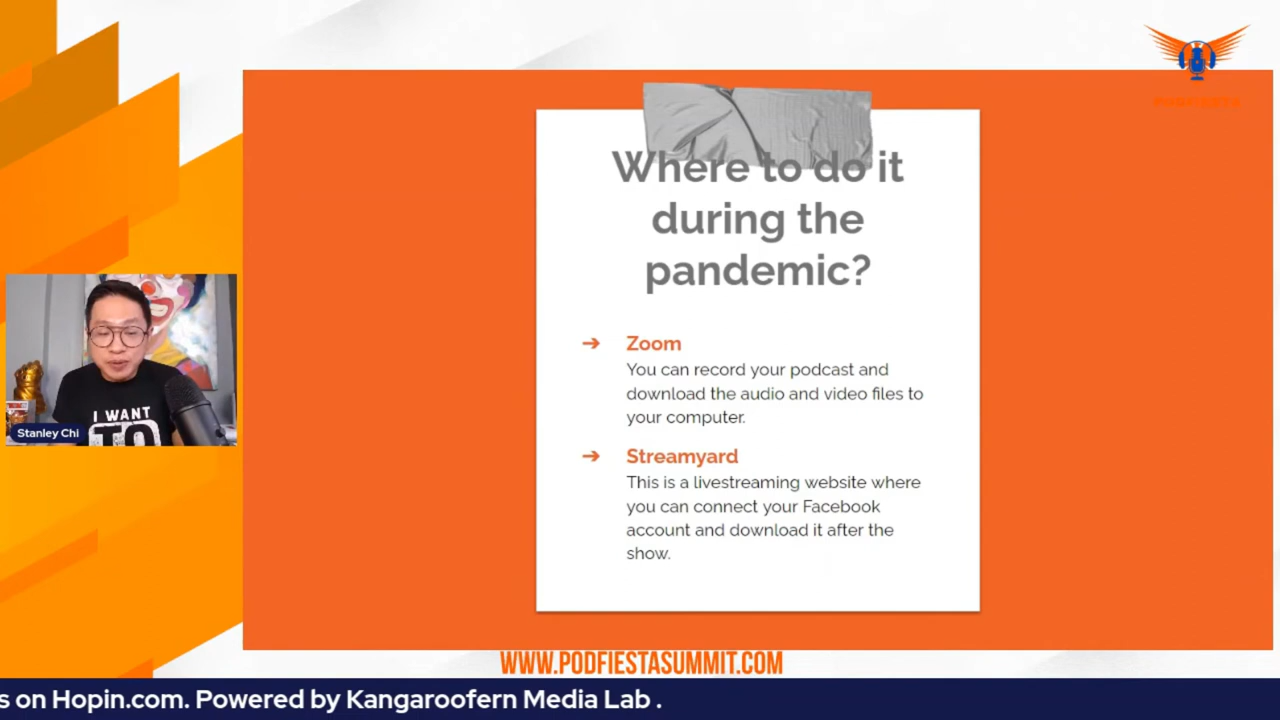 Where to do it
during the
pandemic?
➔ Zoom
You can record your podcast and
download the audio and video files to
your computer.
➔ Streamyard
This is a livestreaming website where
you can connect your Facebook
account and download it after the
show.
I WANT
TO
Stanley Chi
WWW.PODFIESTASUMMIT.COM
s on Hopin.com. Powered by Kangaroofern Media Lab .